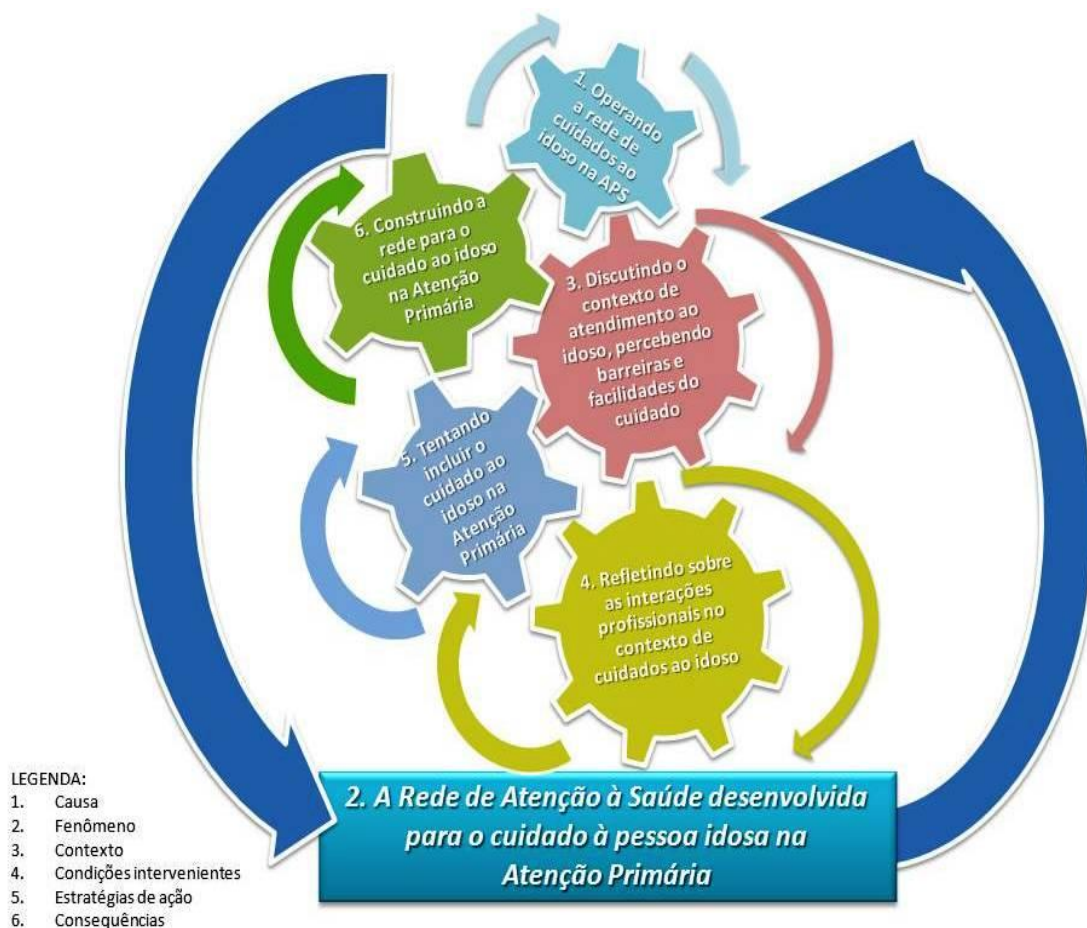 1. Operando
a rede de
cuidados ao
idoso na APS
6. Construindo a
rede para o
cuidado ao idoso
na Atenção
Primária
3. Discutindo o
contexto de
atendimento ao
idoso, percebendo
barreiras e
facilidades do
cuidado
5. Tentando
incluir o
cuidado ao
idoso na
Atenção
Primária
4. Refletindo sobre
as interações
profissionais no
contexto de
cuidados ao idoso
2. A Rede de Atenção à Saúde desenvolvida
para o cuidado à pessoa idosa na
Atenção Primária
LEGENDA:
1. Causa
2. Fenômeno
3. Contexto
4. Condições intervenientes
5. Estratégias de ação
6. Consequências